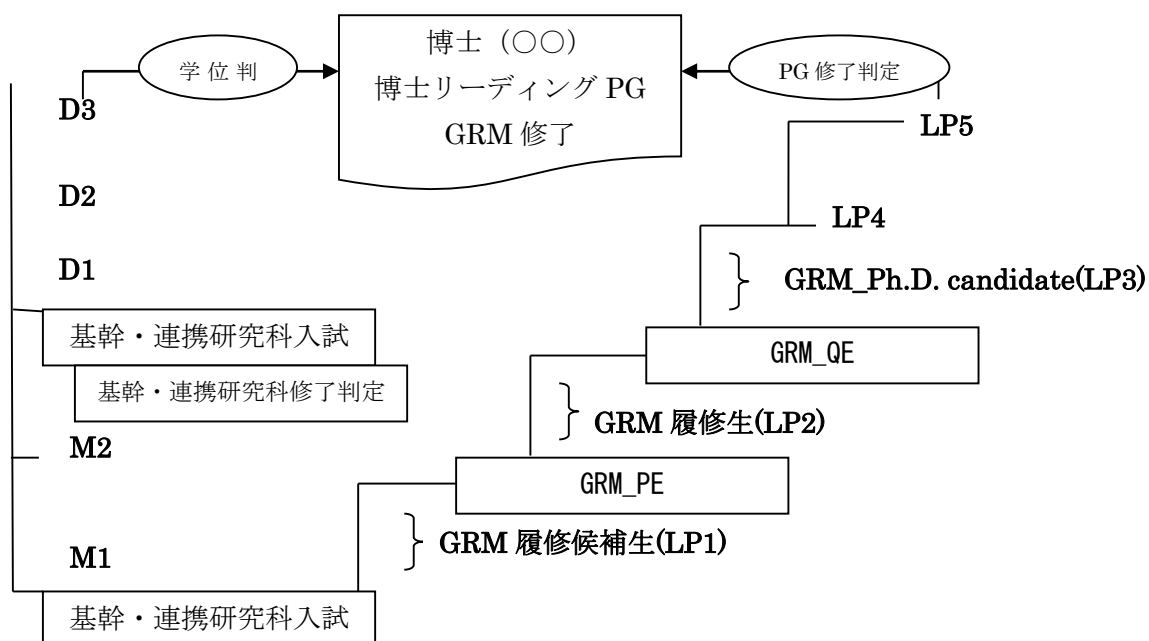 博士（○○）
学 位 判
PG 修了判定
博士リーディング PG
D3
GRM 修了
LP5
D2
LP4
D1
GRM_Ph.D. candidate(LP3)
基幹・連携研究科入試
GRM_QE
基幹・連携研究科修了判定
GRM 履修生(LP2)
M2
GRM_PE
GRM 履修候補生(LP1)
M1
基幹・連携研究科入試